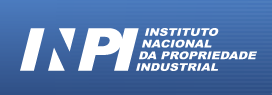 INPI
INSTITUTO
NACIONAL
DA PROPRIEDADE
INDUSTRIAL